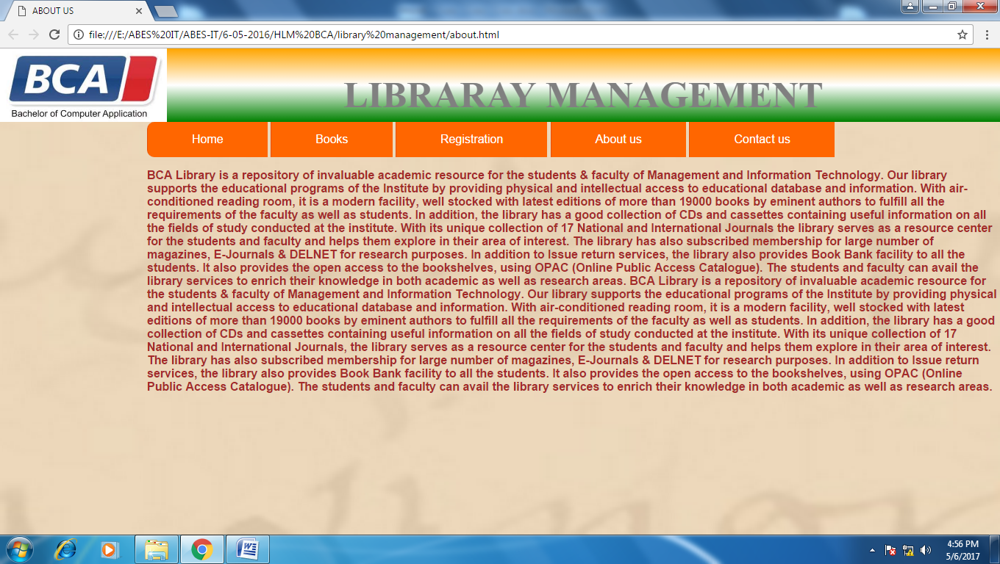 ABOUT US
file:///E:/ABES%20IT/ABES-IT/6-05-2016/HLM%20BCA/library%20management/about.html
BCA
Bachelor of Computer Application
LIBRARAY MANAGEMENT
Home
Books
Registration
About us
Contact us
BCA Library is a repository of invaluable academic resource for the students & faculty of Management and Information Technology. Our library
supports the educational programs of the Institute by providing physical and intellectual access to educational database and information. With air-
conditioned reading room, it is a modern facility, well stocked with latest editions of more than 19000 books by eminent authors to fulfill all the
requirements of the faculty as well as students. In addition, the library has a good collection of CDs and cassettes containing useful information on all
the fields of study conducted at the institute. With its unique collection of 17 National and International Journals the library serves as a resource center
for the students and faculty and helps them explore in their area of interest. The library has also subscribed membership for large number of
magazines, E-Journals & DELNET for research purposes. In addition to Issue return services, the library also provides Book Bank facility to all the
students. It also provides the open access to the bookshelves, using OPAC (Online Public Access Catalogue). The students and faculty can avail the
library services to enrich their knowledge in both academic as well as research areas. BCA Library is a repository of invaluable academic resource for
the students & faculty of Management and Information Technology. Our library supports the educational programs of the Institute by providing physical
and intellectual access to educational database and information. With air-conditioned reading room, it is a modern facility, well stocked with latest
editions of more than 19000 books by eminent authors to fulfill all the requirements of the faculty as well as students. In addition, the library has a good
collection of CDs and cassettes containing useful information on all the fields of study conducted at the institute. With its unique collection of 17
National and International Journals, the library serves as a resource center for the students and faculty and helps them explore in their area of interest.
The library has also subscribed membership for large number of magazines, E-Journals & DELNET for research purposes. In addition to Issue return
services, the library also provides Book Bank facility to all the students. It also provides the open access to the bookshelves, using OPAC (Online
Public Access Catalogue). The students and faculty can avail the library services to enrich their knowledge in both academic as well as research areas.
4:56 PM
5/6/2017